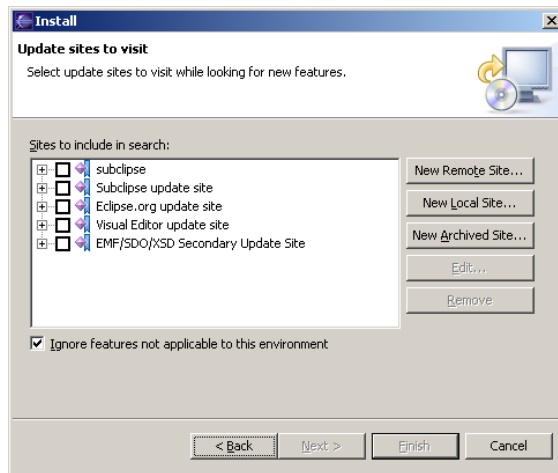 Install
Update sites to visit
Select update sites to visit while looking for new features.
Sites to include in search:
subclipse
Subclipse update site
Eclipse.org update site
Visual Editor update site
EMF/SDO/XSD Secondary Update Site
New Remote Site...
New Local Site...
New Archived Site...
Edit...
Remove
Ignore features not applicable to this environment
< Back
Next >
Finish
Cancel